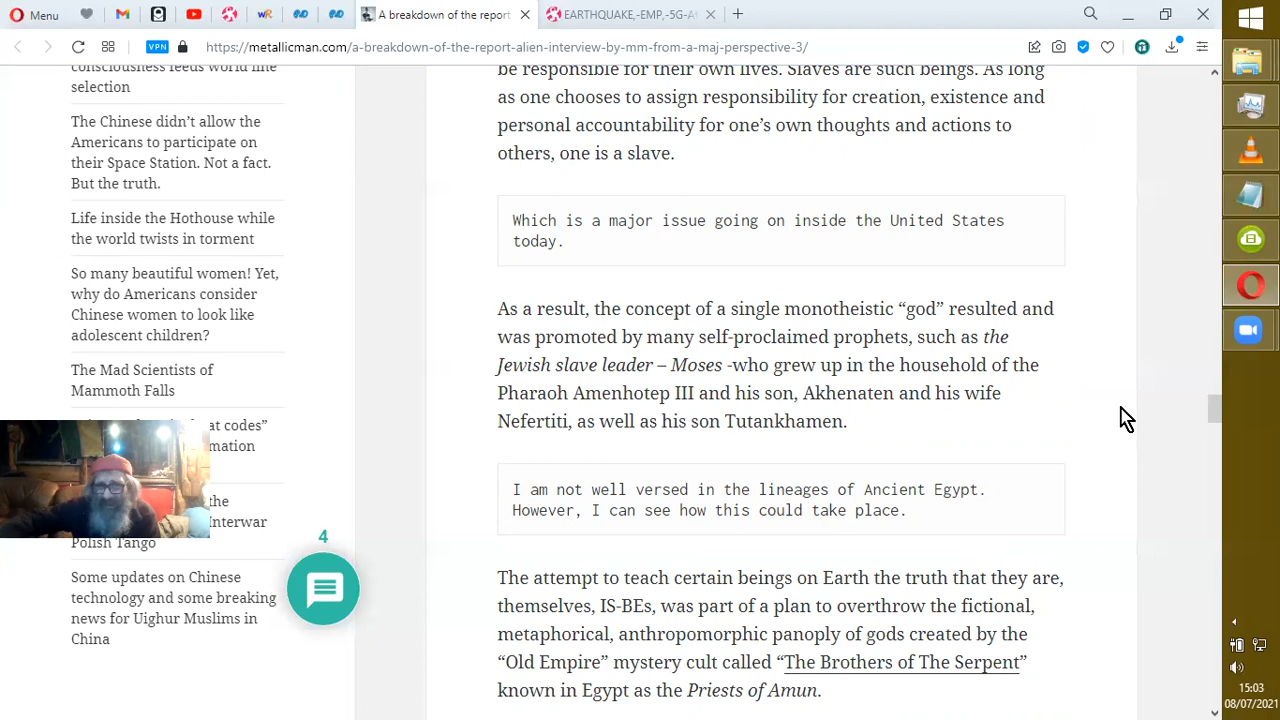 Menu
A breakdown of the report
EARTHQUAKE,-EMP,-5G-A
VPN
https://metallicman.com/a-breakdown-of-the-report-alien-interview-by-mm-from-a-maj-perspective-3/
consciousness feeds world line
selection
The Chinese didn’t allow the
Americans to participate on
their Space Station. Not a fact.
But the truth.
Life inside the Hothouse while
the world twists in torment
So many beautiful women! Yet,
why do Americans consider
Chinese women to look like
adolescent children?
The Mad Scientists of
Mammoth Falls
at codes”
mation
the
Interwar
Polish Tango
Some updates on Chinese
technology and some breaking
news for Uighur Muslims in
China
4
be responsible for their own lives. Slaves are such beings. As long
as one chooses to assign responsibility for creation, existence and
personal accountability for one’s own thoughts and actions to
others, one is a slave.
Which is a major issue going on inside the United States
today.
As a result, the concept of a single monotheistic “god” resulted and
was promoted by many self-proclaimed prophets, such as the
Jewish slave leader – Moses -who grew up in the household of the
Pharaoh Amenhotep III and his son, Akhenaten and his wife
Nefertiti, as well as his son Tutankhamen.
I am not well versed in the lineages of Ancient Egypt.
However, I can see how this could take place.
The attempt to teach certain beings on Earth the truth that they are,
themselves, IS-BEs, was part of a plan to overthrow the fictional,
metaphorical, anthropomorphic panoply of gods created by the
“Old Empire” mystery cult called “The Brothers of The Serpent”
known in Egypt as the Priests of Amun.
15:03
08/07/2021